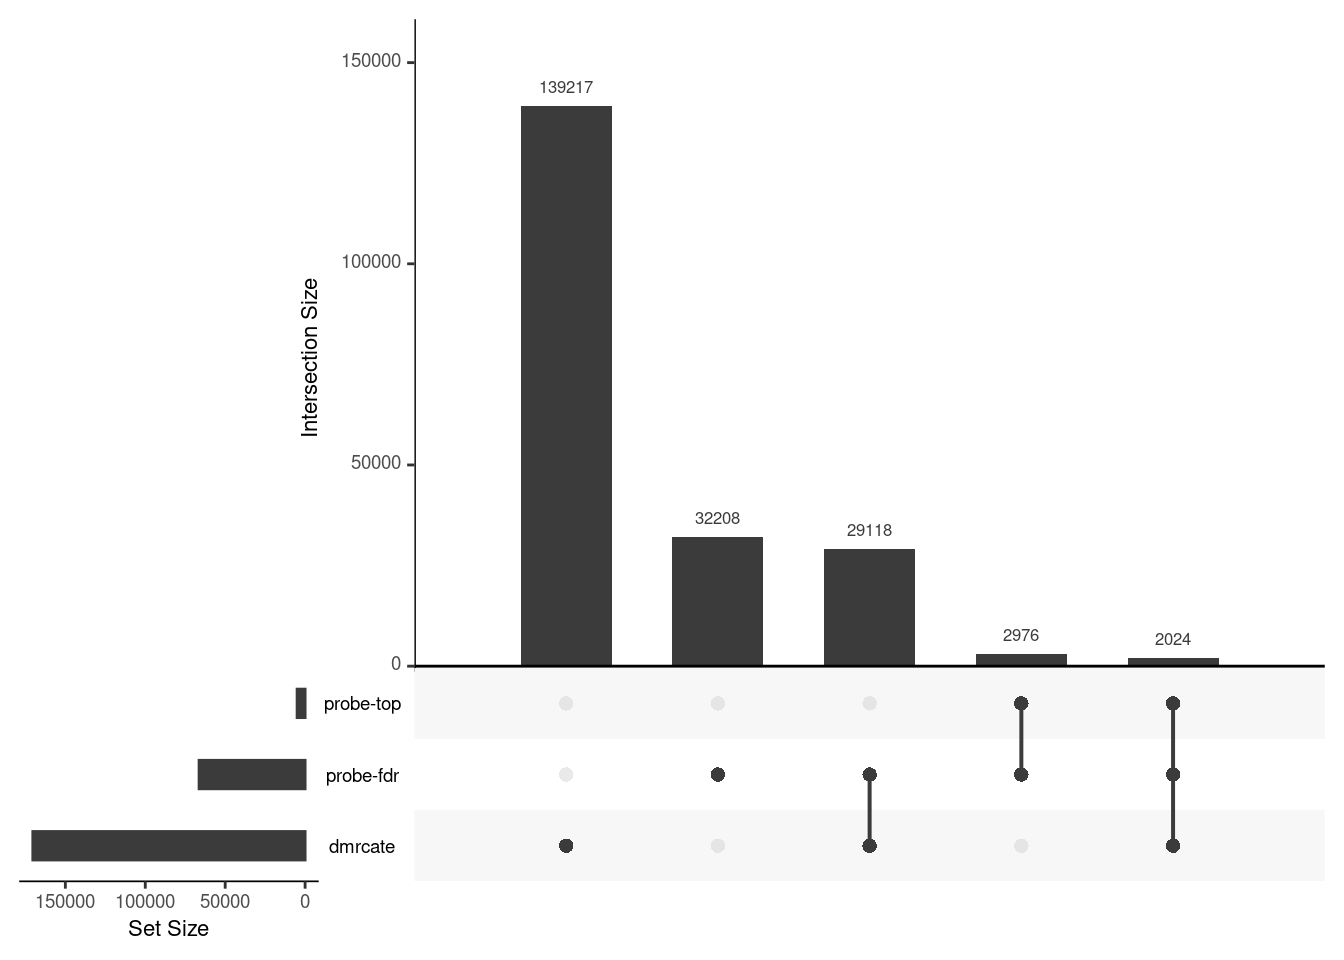 150000
139217
100000
Intersection Size
50000
32208
29118
2976
2024
0
probe-top
probe-fdr
dmrcate
150000 100000 50000 0
Set Size